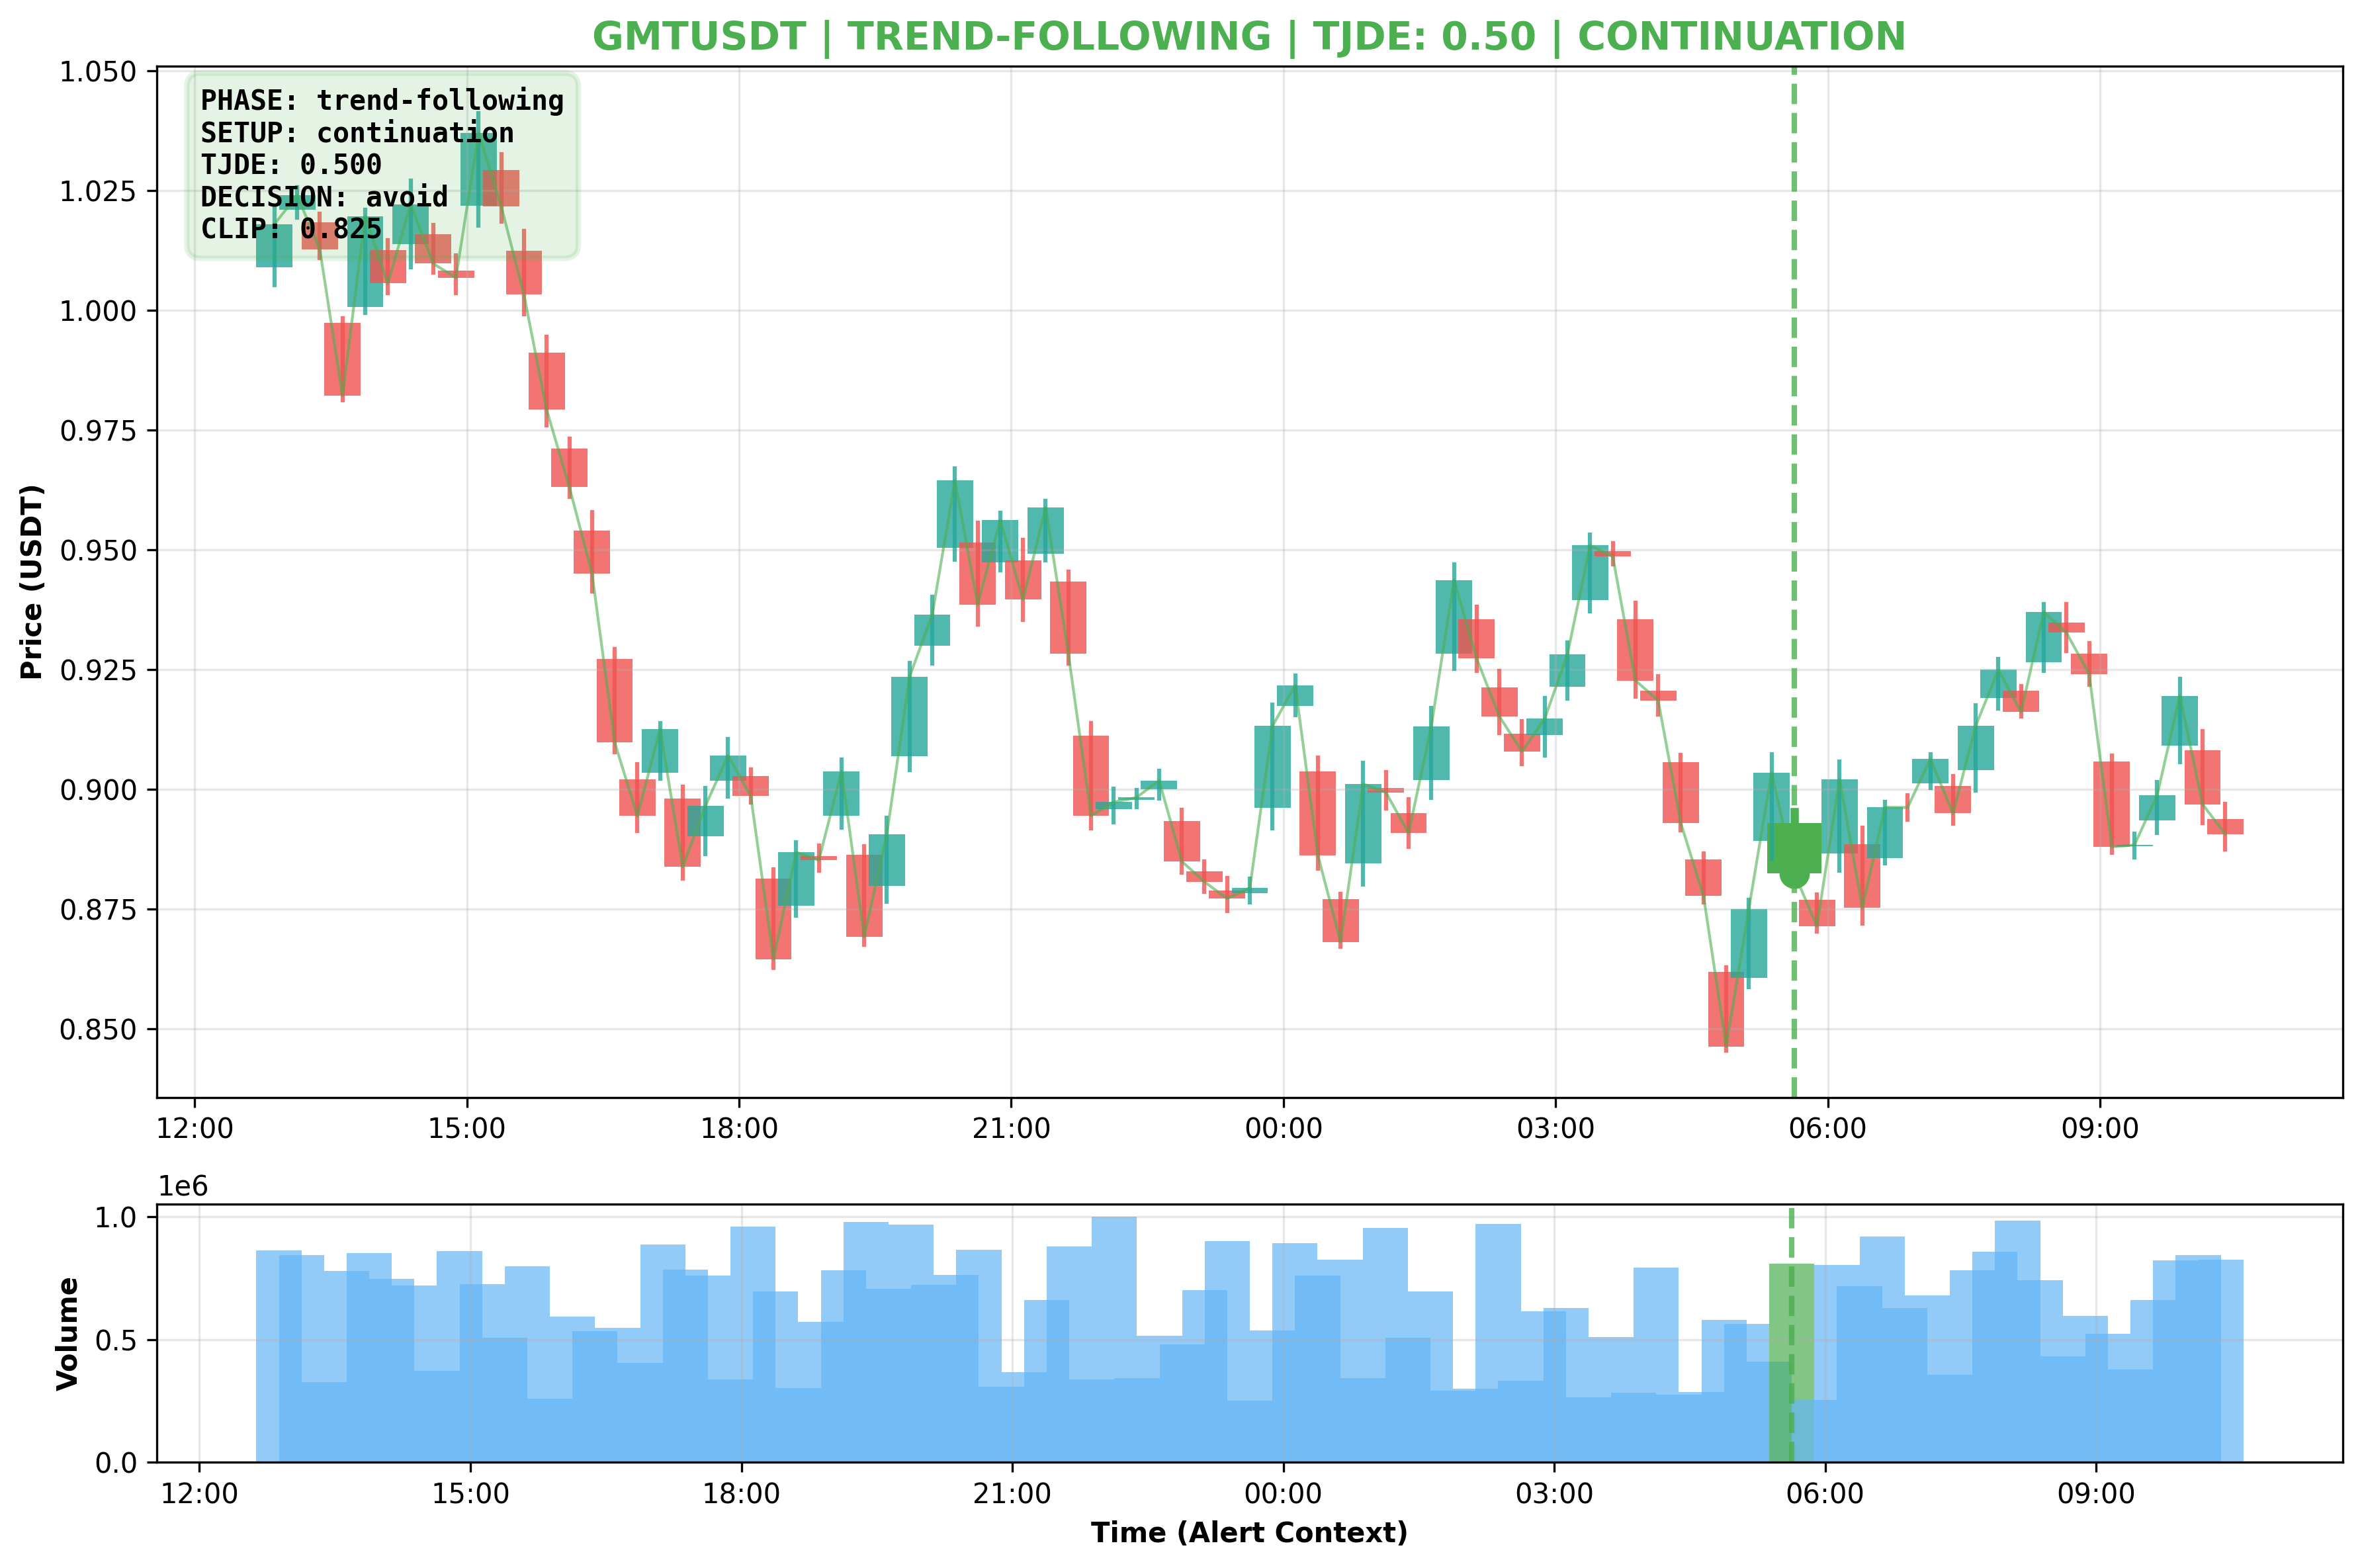 GMTUSDT | TREND-FOLLOWING | TJDE: 0.50 | CONTINUATION
PHASE: trend-following
SETUP: continuation
TJDE: 0.500
DECISION: avoid
CLIP: 0.825
Price (USDT)
1.050
1.025
1.000
0.975
0.950
0.925
0.900
0.875
0.850
12:00 15:00 18:00 21:00 00:00 03:00 06:00 09:00
1e6
Volume
1.0
0.5
0.0
12:00 15:00 18:00 21:00 00:00 03:00 06:00 09:00
Time (Alert Context)